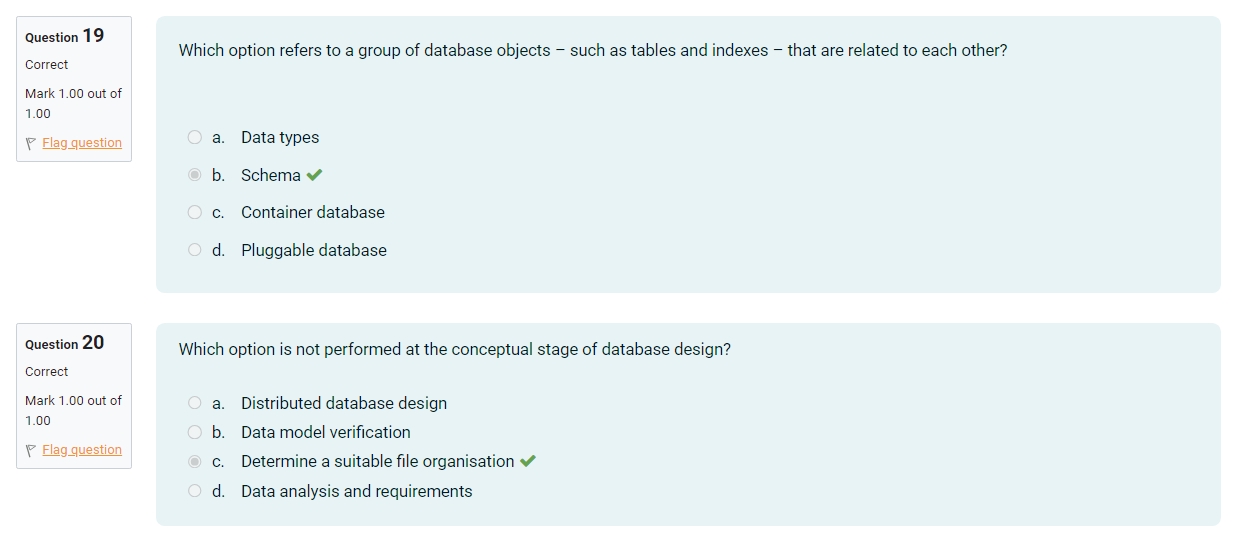 Question 19
Correct
Mark 1.00 out of
1.00
Flag question
Which option refers to a group of database objects – such as tables and indexes – that are related to each other?
a. Data types
b. Schema
c. Container database
d. Pluggable database
Question 20
Correct
Mark 1.00 out of
1.00
Flag question
Which option is not performed at the conceptual stage of database design?
a. Distributed database design
b. Data model verification
c. Determine a suitable file organisation
d. Data analysis and requirements